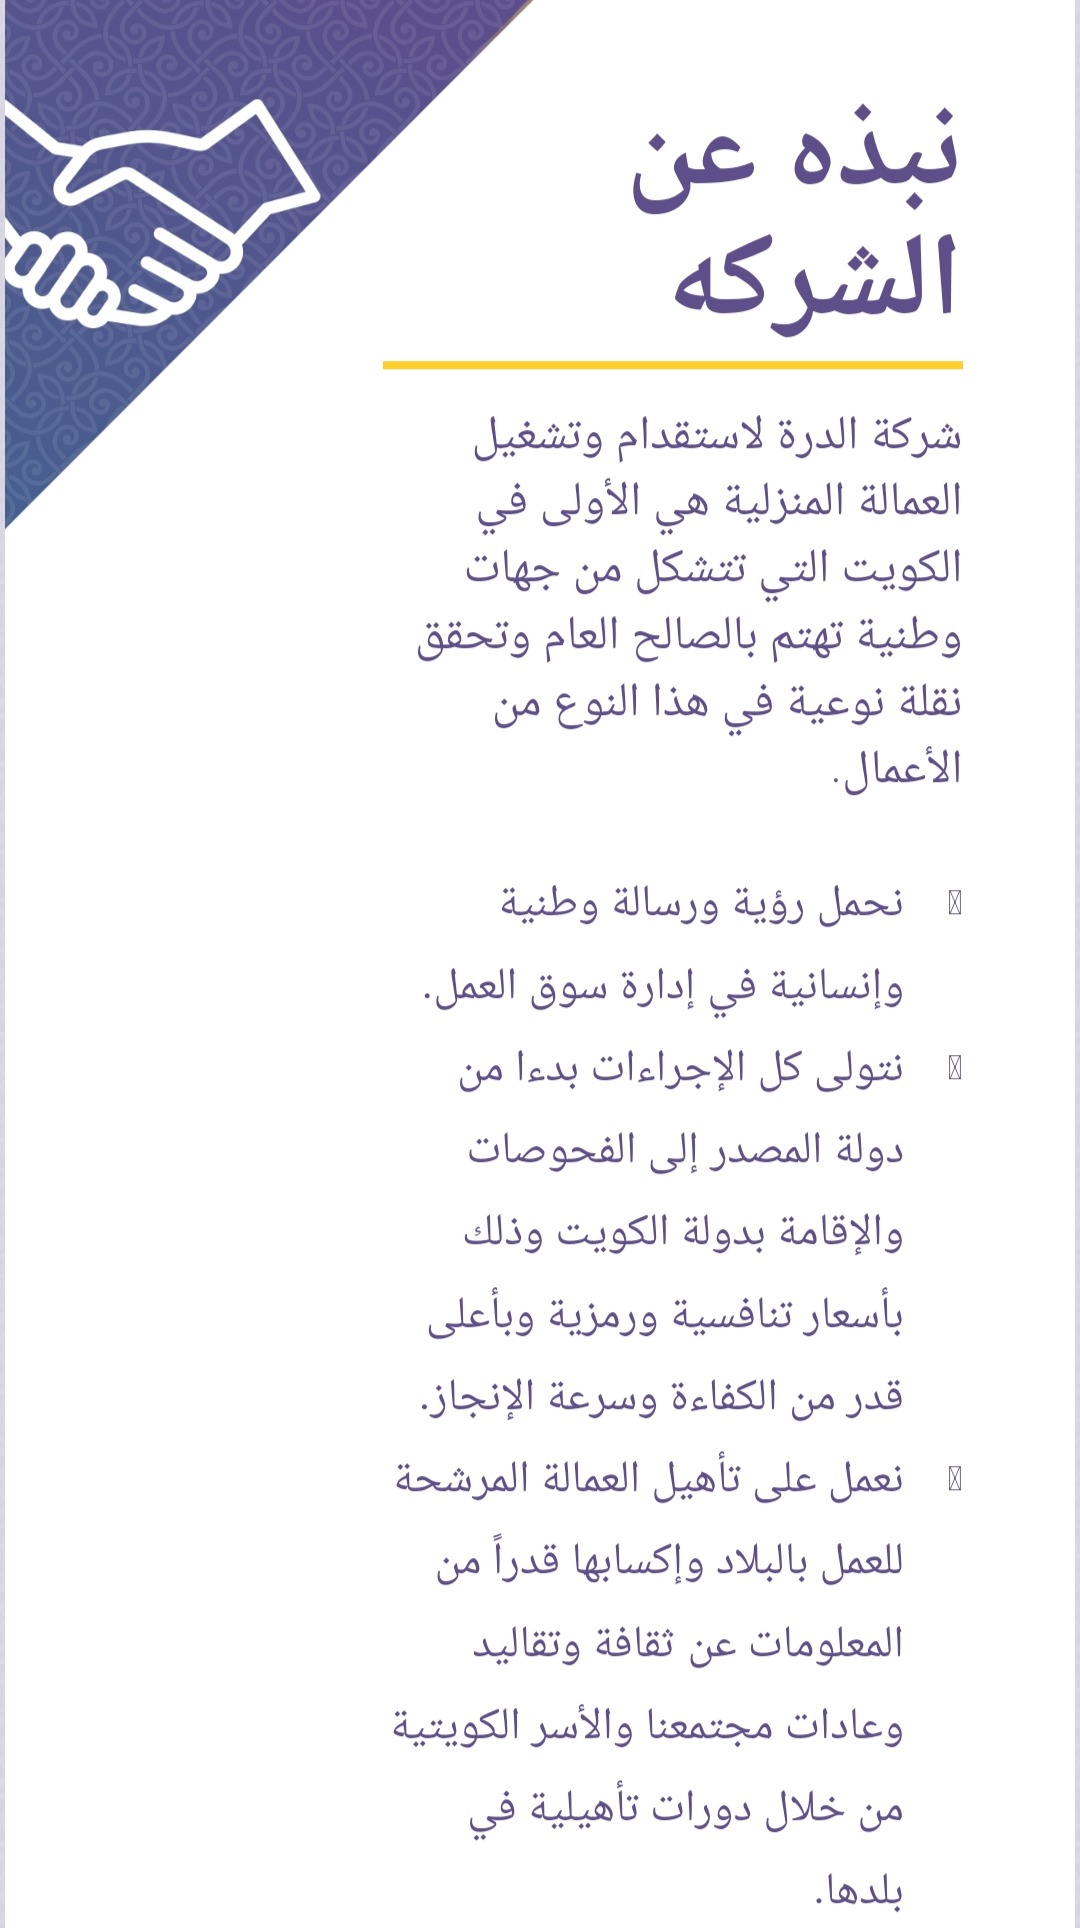 نبذه عن
الشركه
شركة الدرة لاستقدام وتشغيل
العمالة المنزلية هي الأولى في
الكويت التي تتشكل من جهات
وطنية تهتم بالصالح العام وتحقق
نقلة نوعية في هذا النوع من
الأعمال.
نحمل رؤية ورسالة وطنية
وإنسانية في إدارة سوق العمل.
نتولى كل الإجراءات بدءا من
دولة المصدر إلى الفحوصات
والإقامة بدولة الكويت وذلك
بأسعار تنافسية ورمزية وبأعلى
قدر من الكفاءة وسرعة الإنجاز.
نعمل على تأهيل العمالة المرشحة
للعمل بالبلاد وإكسابها قدراً من
المعلومات عن ثقافة وتقاليد
وعادات مجتمعنا والأسر الكويتية
من خلال دورات تأهيلية في
بلدها.